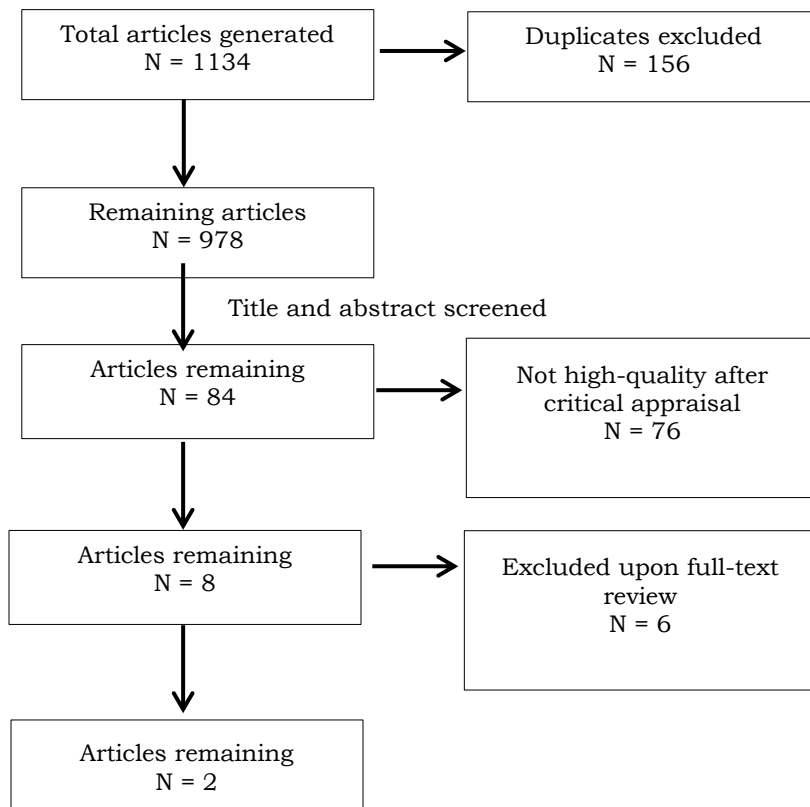 Total articles generated
N = 1134
Duplicates excluded
N = 156
Remaining articles
N = 978
Title and abstract screened
Articles remaining
N = 84
Not high-quality after
critical appraisal
N = 76
Articles remaining
N = 8
Excluded upon full-text
review
N = 6
Articles remaining
N = 2